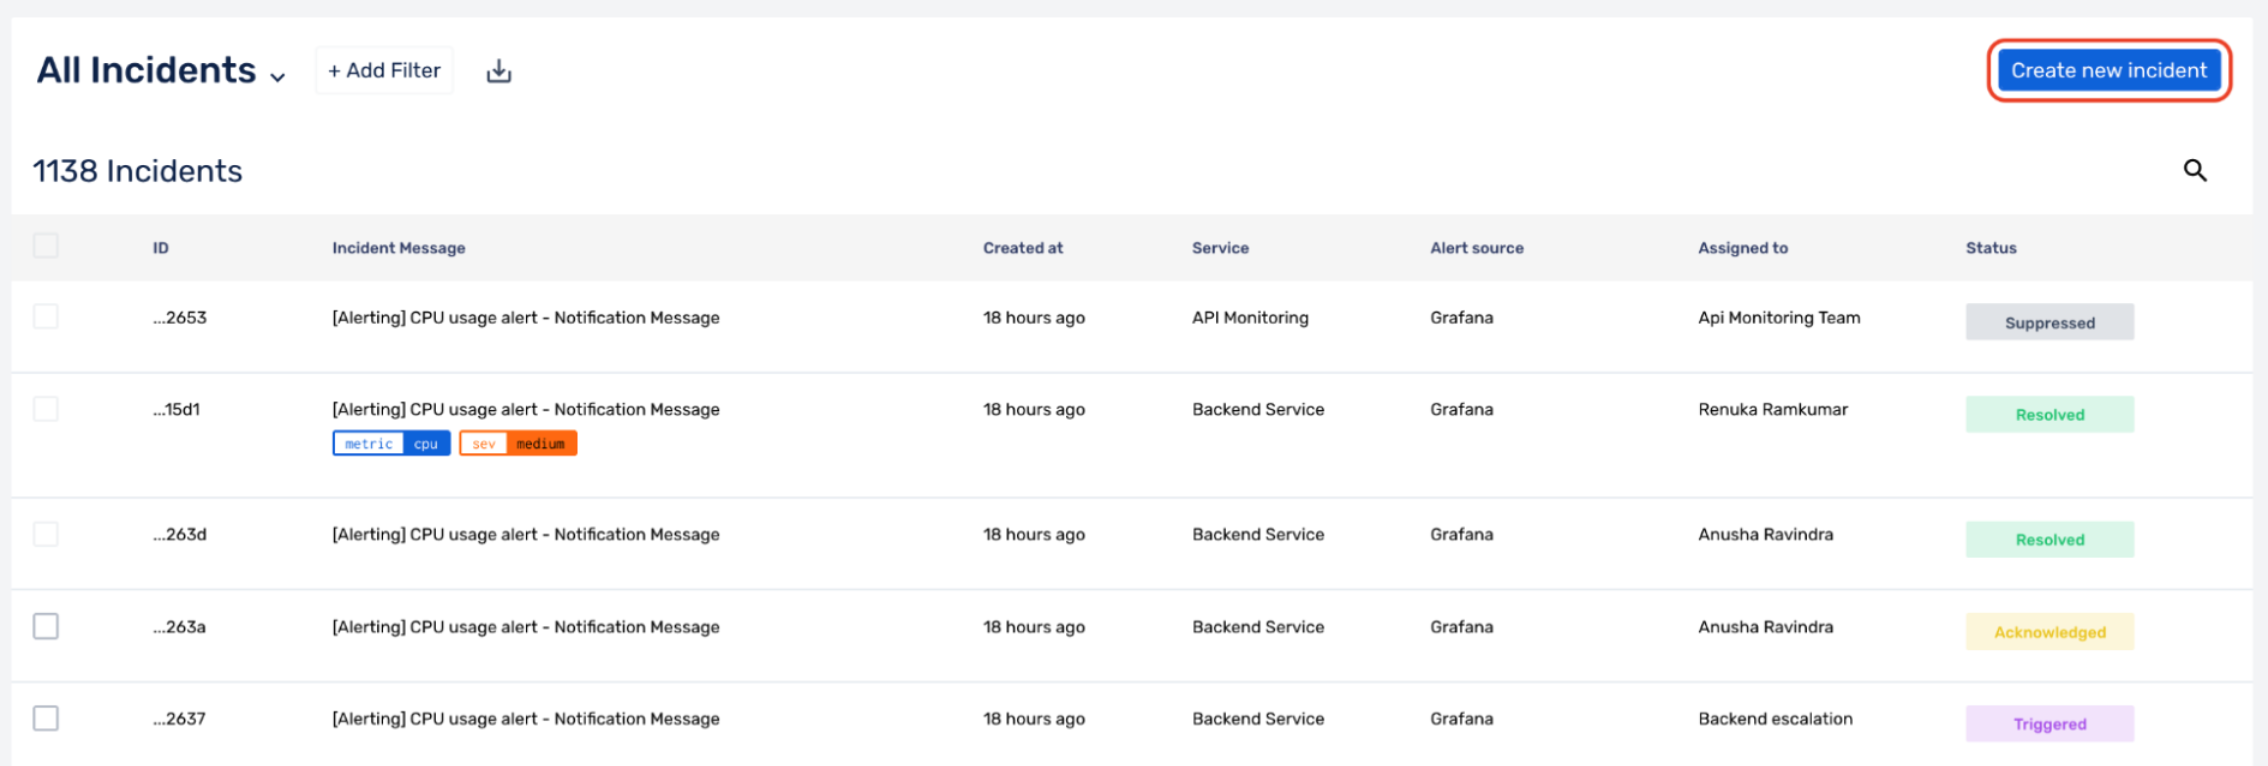 All Incidents + Add Filter Create new incident
1138 Incidents
ID Incident Message Created at Service Alert source Assigned to Status
...2653 [Alerting] CPU usage alert - Notification Message 18 hours ago API Monitoring Grafana Api Monitoring Team Suppressed
...15d1 [Alerting] CPU usage alert - Notification Message 18 hours ago Backend Service Grafana Renuka Ramkumar Resolved
metric cpu sev medium
...263d [Alerting] CPU usage alert - Notification Message 18 hours ago Backend Service Grafana Anusha Ravindra Resolved
...263a [Alerting] CPU usage alert - Notification Message 18 hours ago Backend Service Grafana Anusha Ravindra Acknowledged
...2637 [Alerting] CPU usage alert - Notification Message 18 hours ago Backend Service Grafana Backend escalation Triggered